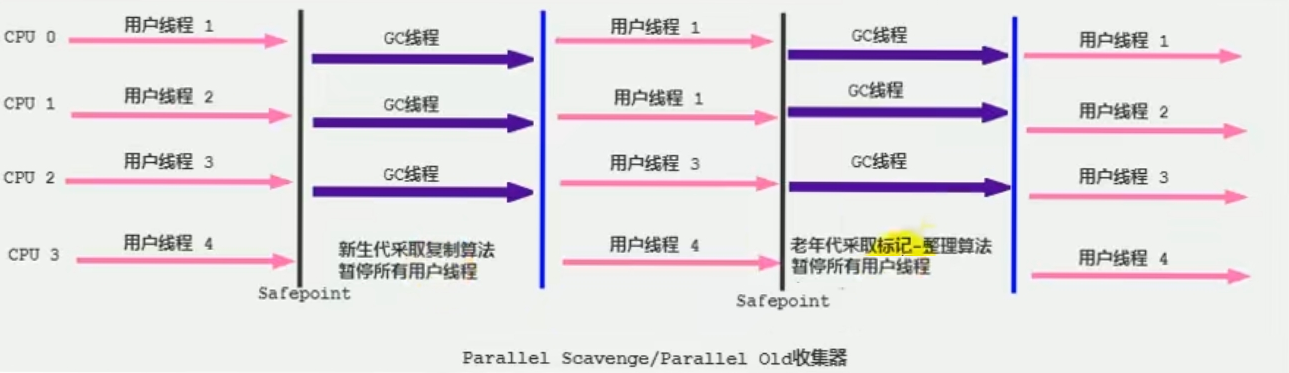 CPU 0
用户线程 1
GC线程
用户线程 1
GC线程
用户线程 1
CPU 1
用户线程 2
GC线程
用户线程 1
GC线程
用户线程 2
CPU 2
用户线程 3
GC线程
用户线程 3
GC线程
用户线程 3
CPU 3
用户线程 4
新生代采取复制算法
暂停所有用户线程
用户线程 4
老年代采取标记-整理算法
暂停所有用户线程
用户线程 4
Safepoint
Safepoint
Parallel Scavenge/Parallel Old收集器